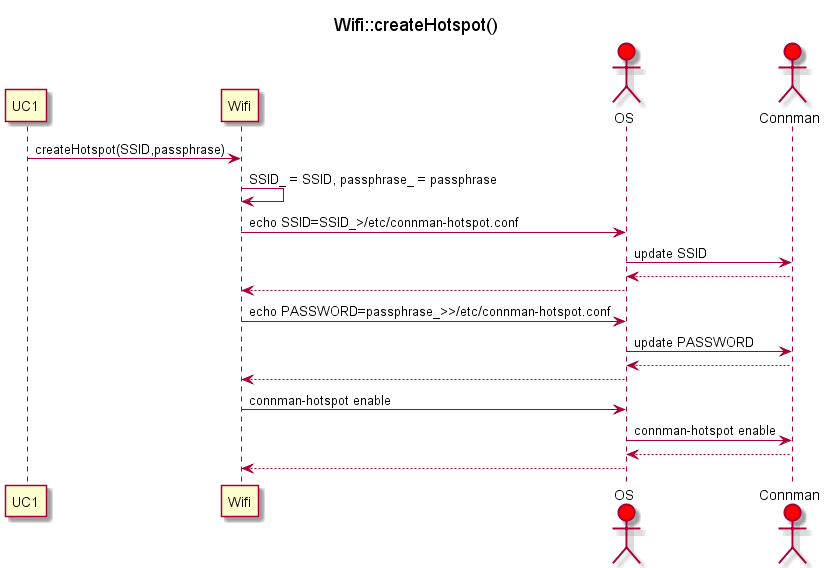 Wifi::createHotspot()
OS
Connman
UC1
Wifi
createHotspot(SSID,passphrase)
SSID_ = SSID, passphrase_ = passphrase
echo SSID=SSID_>/etc/connman-hotspot.conf
update SSID
echo PASSWORD=passphrase_>>/etc/connman-hotspot.conf
update PASSWORD
connman-hotspot enable
connman-hotspot enable
UC1
Wifi
OS
Connman